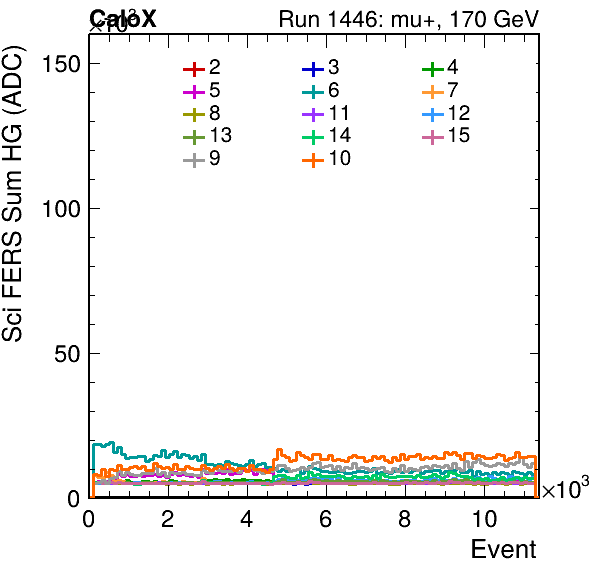 ×10³
CaloX
Run 1446: mu+, 170 GeV
Sci FERS Sum HG (ADC)
150
100
50
0
2 3 4
5 6 7
8 11 12
13 14 15
9 10
0 2 4 6 8 10
×10³
Event